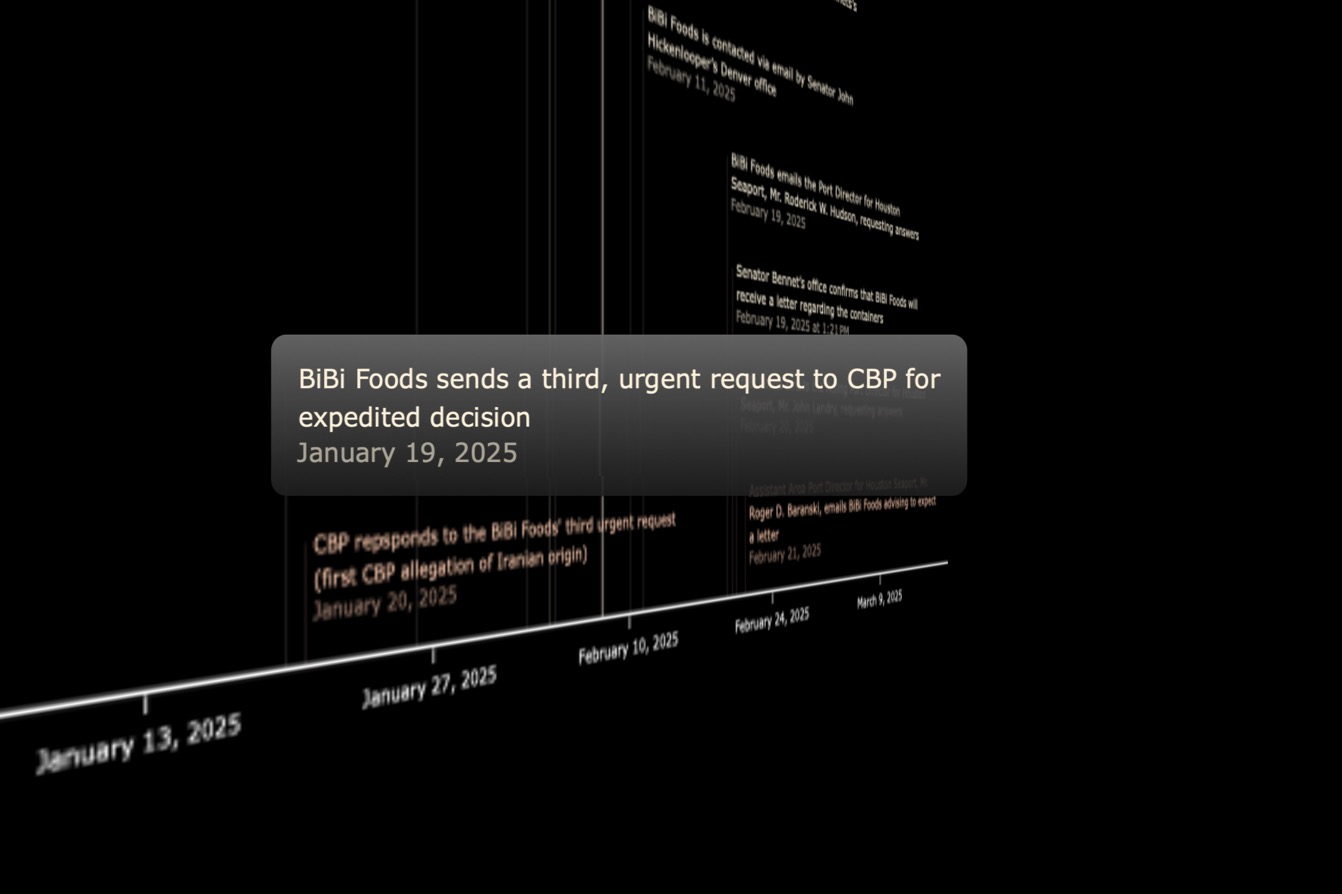 BiBi Foods is contacted via email by Senator John
Hickenlooper's Denver office
February 11, 2025
BiBi Foods emails the Port Director for Houston
Seaport, Mr. Roderick W. Hudson, requesting answers
February 19, 2025
Senator Bennet's office confirms that BiBi Foods will
receive a letter regarding the containers
February 19, 2025 at 1:21 PM
BiBi Foods sends a third, urgent request to CBP for
expedited decision
January 19, 2025
Seaport, Mr. John Landry, requesting answers
February 20, 2025
Assistant Area Port Director for Houston Seaport, Mr.
Roger D. Baranski, emails BiBi Foods advising to expect
a letter
February 21, 2025
CBP repsponds to the BiBi Foods' third urgent request
(first CBP allegation of Iranian origin)
January 20, 2025
January 13, 2025
January 27, 2025
February 10, 2025
February 24, 2025
March 9, 2025